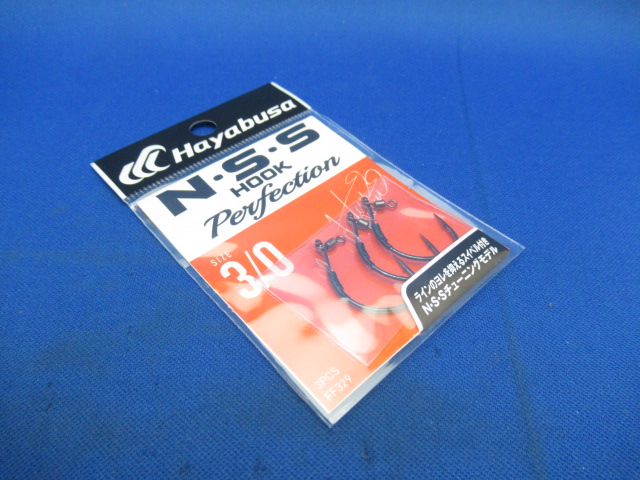 Hayabusa
N・S・S
HOOK
Perfection
SIZE
3/0
ラインのヨレを抑えるスイベル付き
N・S・Sチューニングモデル
3PCS
FF329